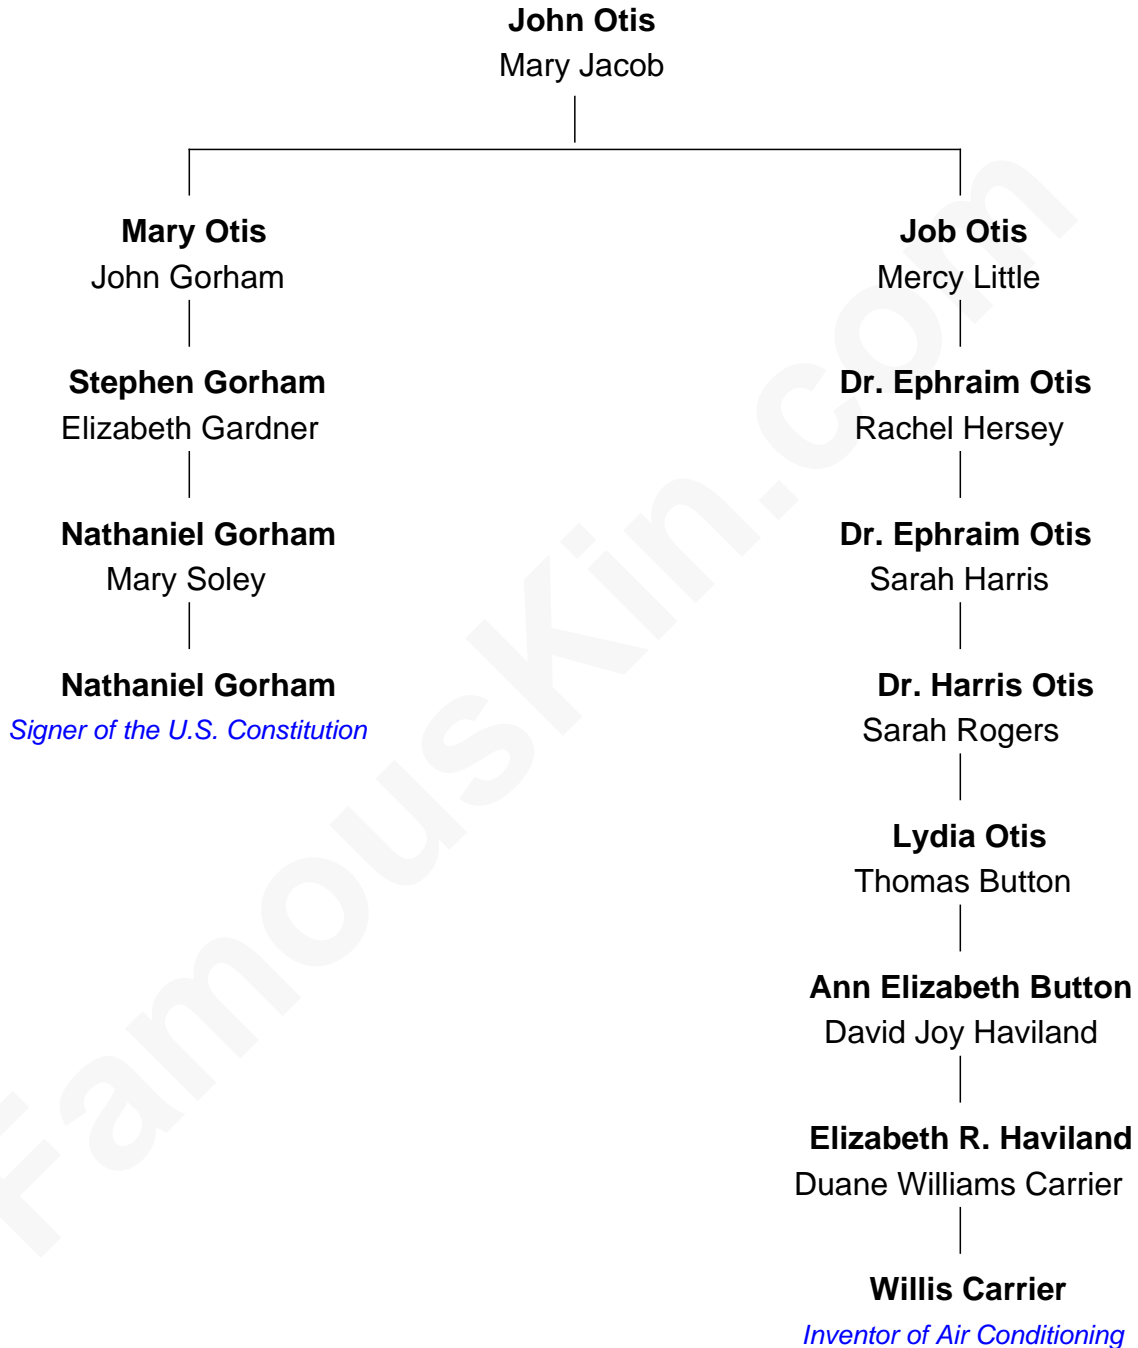 John Otis
Mary Jacob
Mary Otis
John Gorham
Stephen Gorham
Elizabeth Gardner
Nathaniel Gorham
Mary Soley
Nathaniel Gorham
Signer of the U.S. Constitution
Job Otis
Mercy Little
Dr. Ephraim Otis
Rachel Hersey
Dr. Ephraim Otis
Sarah Harris
Dr. Harris Otis
Sarah Rogers
Lydia Otis
Thomas Button
Ann Elizabeth Button
David Joy Haviland
Elizabeth R. Haviland
Duane Williams Carrier
Willis Carrier
Inventor of Air Conditioning
FamousKin.com